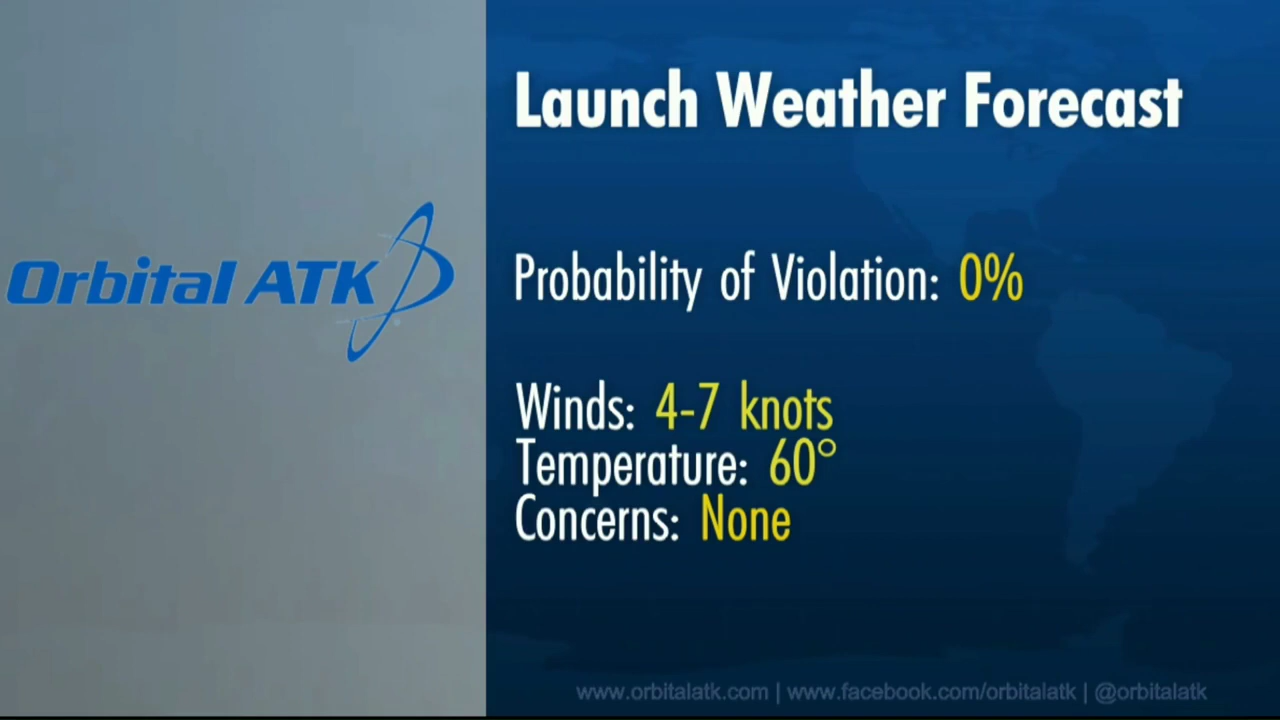 Launch Weather Forecast
Orbital ATK
Probability of Violation: 0%
Winds: 4-7 knots
Temperature: 60°
Concerns: None
www.orbitalatk.com | www.facebook.com/orbitalatk | @orbitalatk